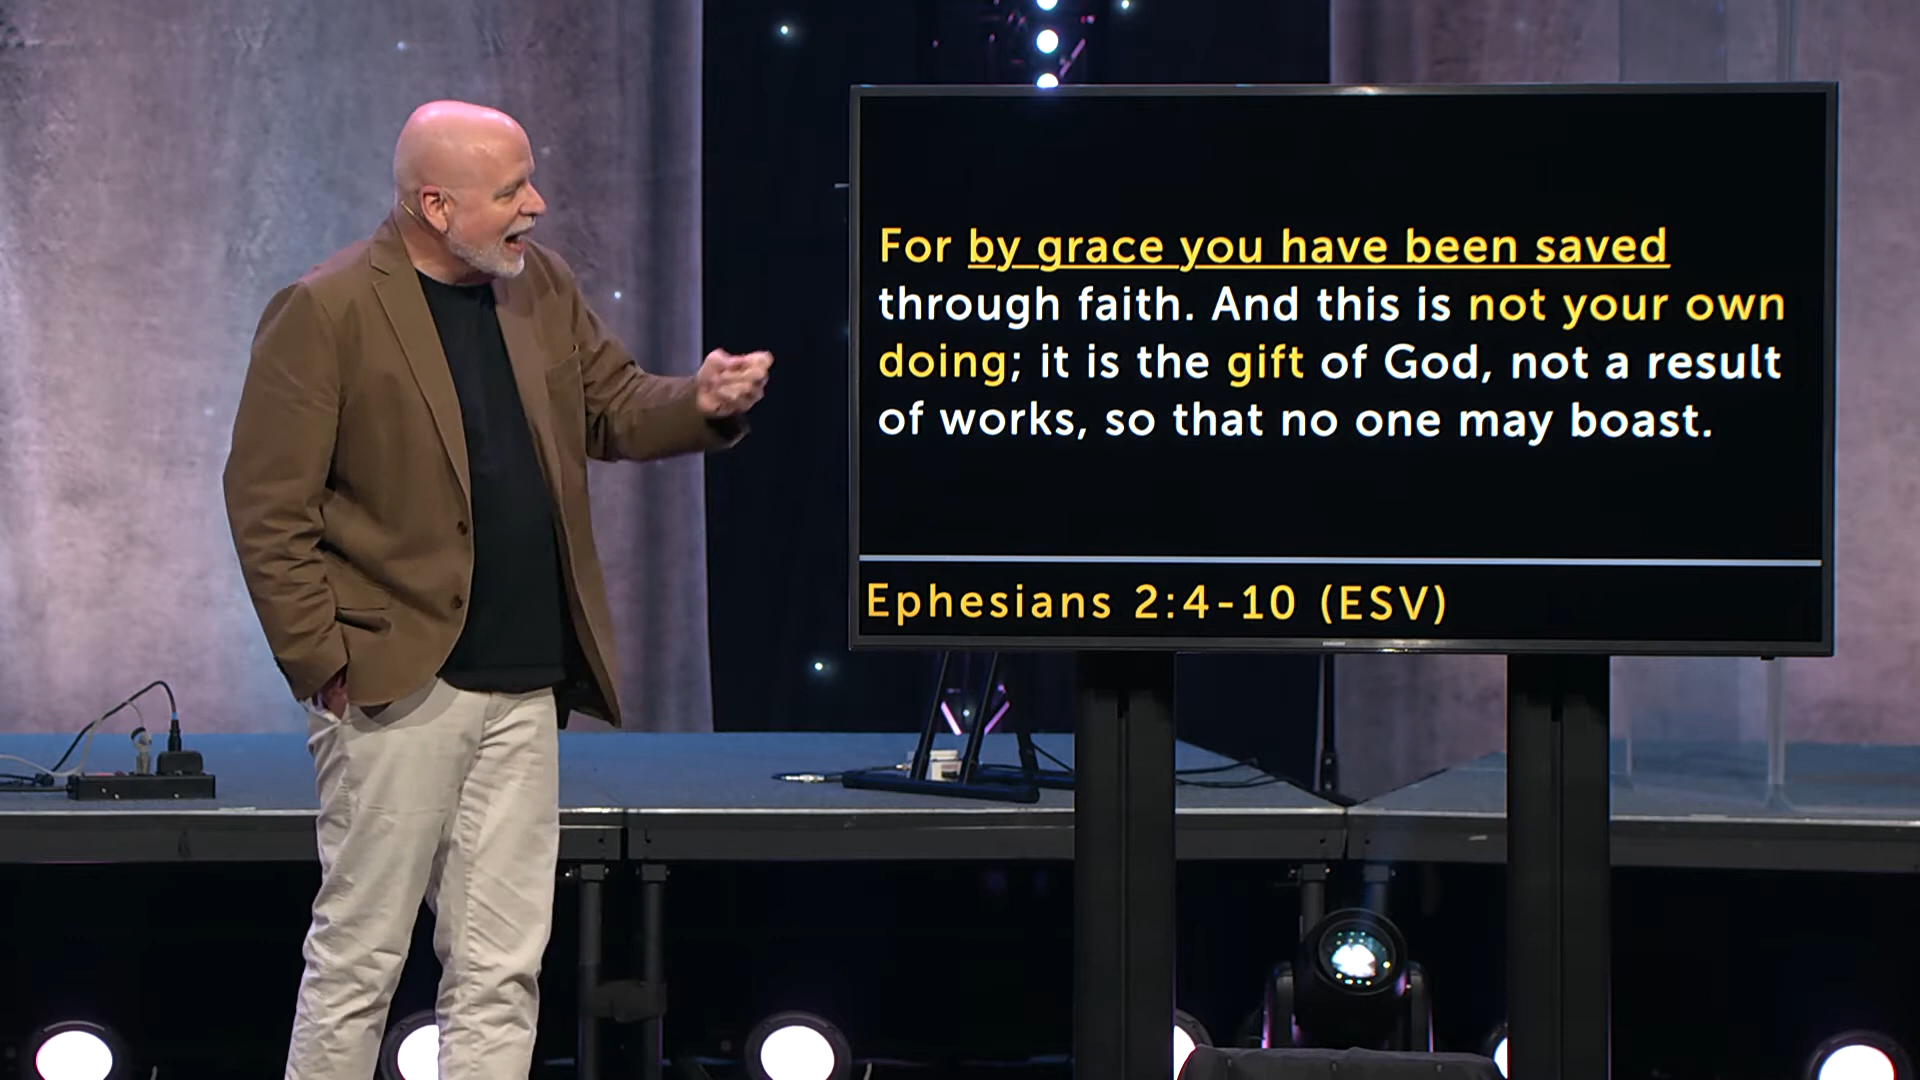 For by grace you have been saved
through faith. And this is not your own
doing; it is the gift of God, not a result
of works, so that no one may boast.
Ephesians 2:4-10 (ESV)